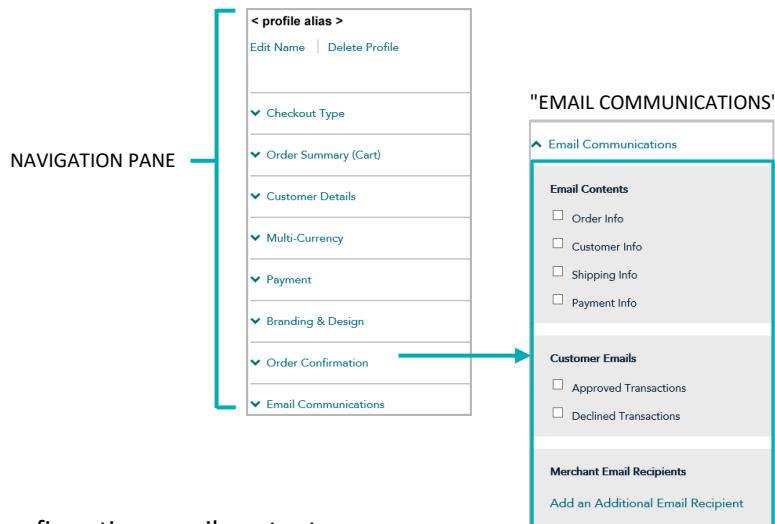 < profile alias >
Edit Name | Delete Profile
Checkout Type
Order Summary (Cart)
Customer Details
Multi-Currency
Payment
Branding & Design
Order Confirmation
Email Communications
NAVIGATION PANE
"EMAIL COMMUNICATIONS"
Email Communications
Email Contents
Order Info
Customer Info
Shipping Info
Payment Info
Customer Emails
Approved Transactions
Declined Transactions
Merchant Email Recipients
Add an Additional Email Recipient